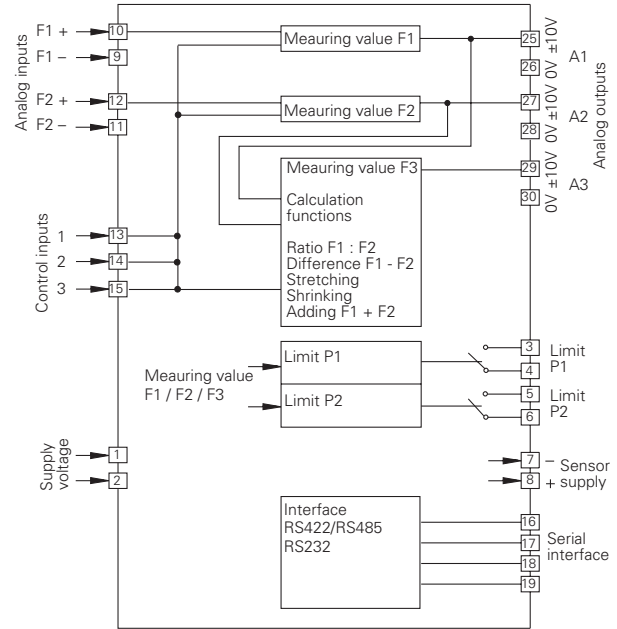 Analog inputs
F1 +
10
F1 –
9
F2 +
12
F2 –
11
Meauring value F1
Meauring value F2
25
±10V
A1
26
0V
27
±10V
A2
28
0V
29
±10V
A3
30
0V
Analog outputs
Meauring value F3
Calculation
functions
Ratio F1 : F2
Difference F1 - F2
Stretching
Shrinking
Adding F1 + F2
Control inputs
1
13
2
14
3
15
Meauring value
F1 / F2 / F3
Limit P1
Limit P2
3
4
Limit
P1
5
6
Limit
P2
Supply
voltage
1
2
7
– Sensor
8
+ supply
Interface
RS422/RS485
RS232
16
17
18
19
Serial
interface